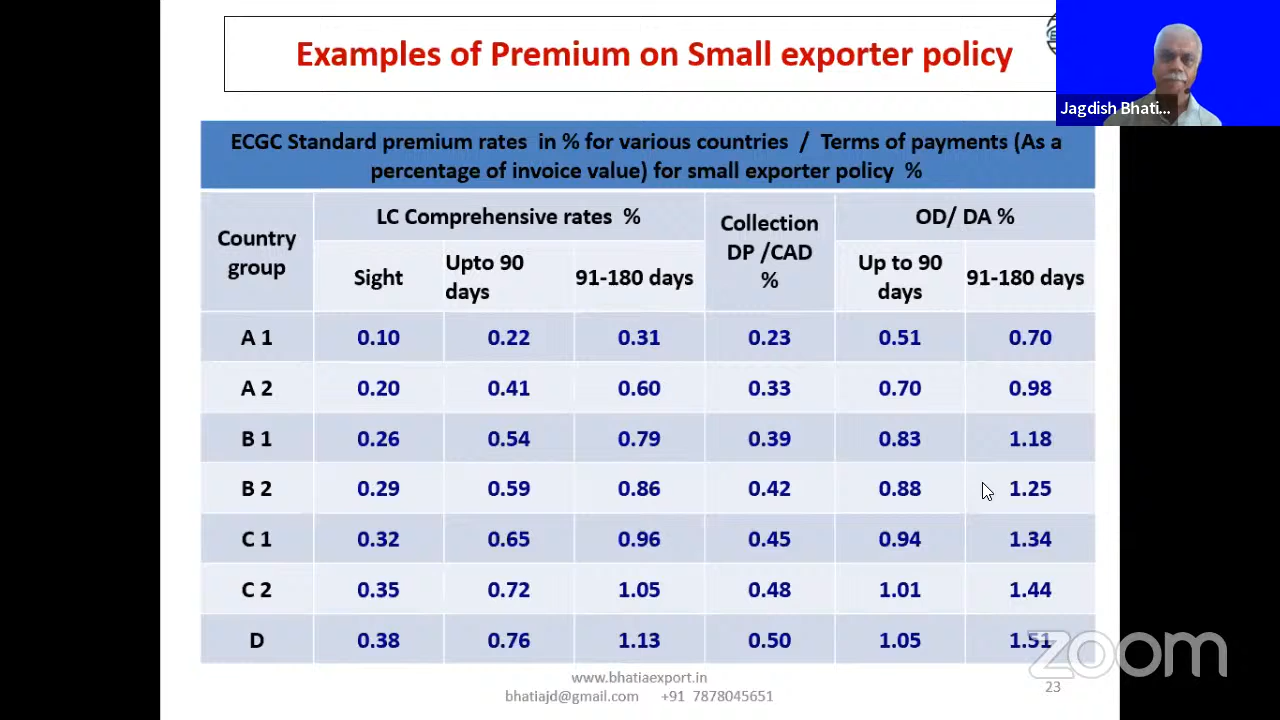 Examples of Premium on Small exporter policy
Jagdish Bhati...
ECGC Standard premium rates in % for various countries / Terms of payments (As a
percentage of invoice value) for small exporter policy %
Country
group
LC Comprehensive rates %
Collection
DP /CAD
%
OD/ DA %
Sight
Upto 90
days
91-180 days
Up to 90
days
91-180 days
A 1 0.10 0.22 0.31 0.23 0.51 0.70
A 2 0.20 0.41 0.60 0.33 0.70 0.98
B 1 0.26 0.54 0.79 0.39 0.83 1.18
B 2 0.29 0.59 0.86 0.42 0.88 1.25
C 1 0.32 0.65 0.96 0.45 0.94 1.34
C 2 0.35 0.72 1.05 0.48 1.01 1.44
D 0.38 0.76 1.13 0.50 1.05 1.51
zoom
www.bhatiaexport.in
bhatiajd@gmail.com +91 7878045651
23